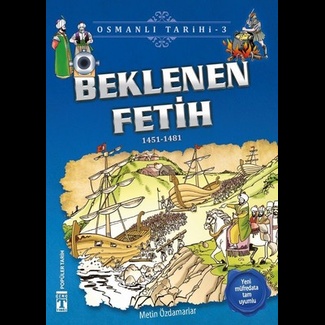 OSMANLI TARİHİ - 3
BEKLENEN
FETİH
1451-1481
Yeni
müfredata
tam
uyumlu
POPÜLER TARİH
Metin Özdamarlar